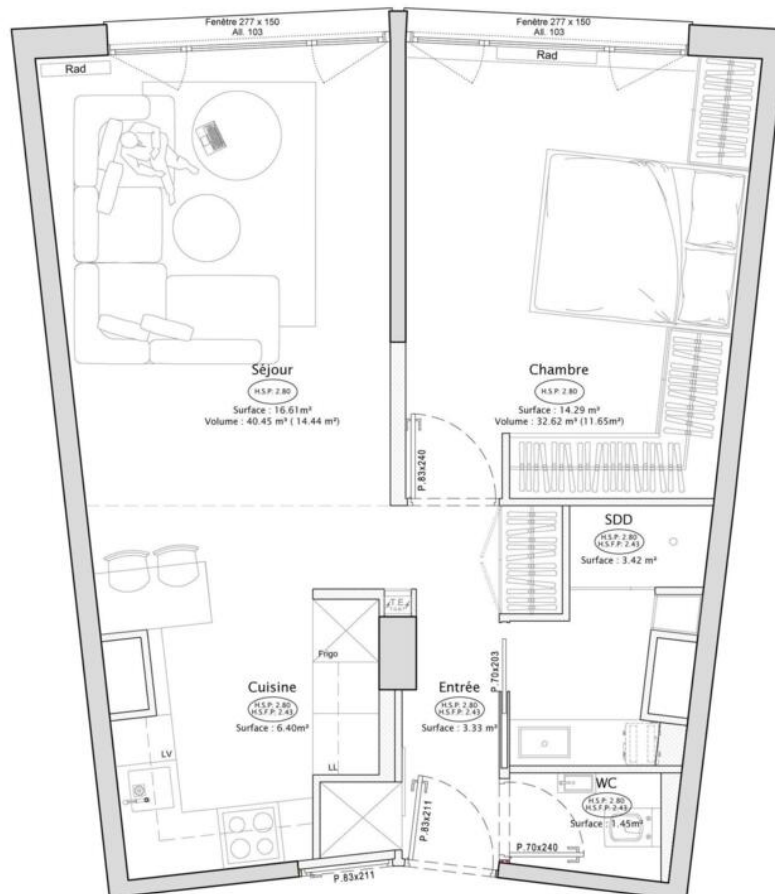 Fenêtre 277 x 150
All. 103
Fenêtre 277 x 150
All. 103
Rad
Rad
Séjour
H.S.P: 2.80
Surface : 16.61m²
Volume : 40.45 m³ ( 14.44 m²)
Chambre
H.S.P: 2.80
Surface : 14.29 m²
Volume : 32.62 m³ (11.65m²)
P.83x240
SDD
H.S.P: 2.80
H.S.F.P: 2.43
Surface : 3.42 m²
T E
Frigo
P.70x203
Cuisine
H.S.P: 2.80
H.S.F.P: 2.43
Surface : 6.40m²
Entrée
H.S.P: 2.80
H.S.F.P: 2.43
Surface : 3.33 m²
LV
LL
WC
H.S.P: 2.80
H.S.F.P: 2.43
Surface : 1.45m²
P.83x211
P.70x240
P.83x211